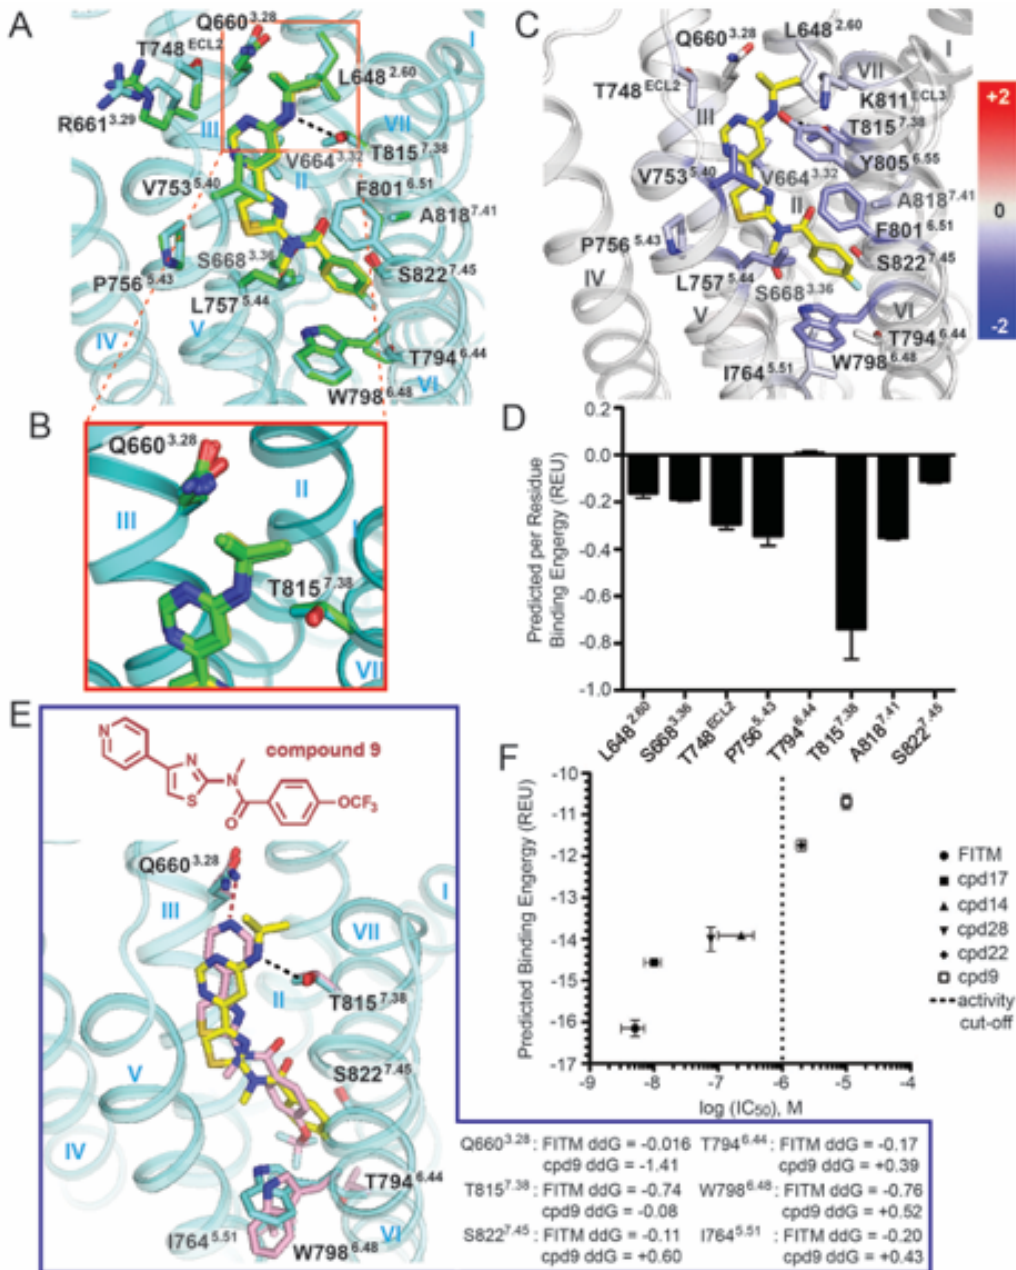 A
Q660^3.28
T748^ECL2
L648^2.60
R661^3.29
I
III
VII
V664^3.32
T815^7.38
V753^5.40
II
F801^6.51
A818^7.41
P756^5.43
S668^3.36
S822^7.45
L757^5.44
IV
V
T794^6.44
W798^6.48
VI
B
Q660^3.28
II
III
I
T815^7.38
VII
C
Q660^3.28
L648^2.60
I
VII
T748^ECL2
K811^ECL3
III
T815^7.38
V664^3.32
Y805^6.55
V753^5.40
II
A818^7.41
P756^5.43
F801^6.51
S822^7.45
IV
L757^5.44
S668^3.36
V
VI
T794^6.44
I764^5.51
W798^6.48
+2
0
-2
D
Predicted per Residue
Binding Engergy (REU)
0.2
0.0
-0.2
-0.4
-0.6
-0.8
-1.0
L648^2.60
S668^3.36
T748^ECL2
P756^5.43
T794^6.44
T815^7.38
A818^7.41
S822^7.45
E
N
N
N
S
O
OCF₃
compound 9
Q660^3.28
III
I
VII
II
T815^7.38
V
S822^7.45
IV
T794^6.44
I764^5.51
VI
W798^6.48
F
Predicted Binding Engergy (REU)
-10
-11
-12
-13
-14
-15
-16
-17
-9
-8
-7
-6
-5
-4
log (IC₅₀), M
FITM
cpd17
cpd14
cpd28
cpd22
cpd9
activity
cut-off
Q660^3.28: FITM ddG = -0.016
cpd9 ddG = -1.41
T815^7.38: FITM ddG = -0.74
cpd9 ddG = -0.08
S822^7.45: FITM ddG = -0.11
cpd9 ddG = +0.60
T794^6.44: FITM ddG = -0.17
cpd9 ddG = +0.39
W798^6.48: FITM ddG = -0.76
cpd9 ddG = +0.52
I764^5.51: FITM ddG = -0.20
cpd9 ddG = +0.43